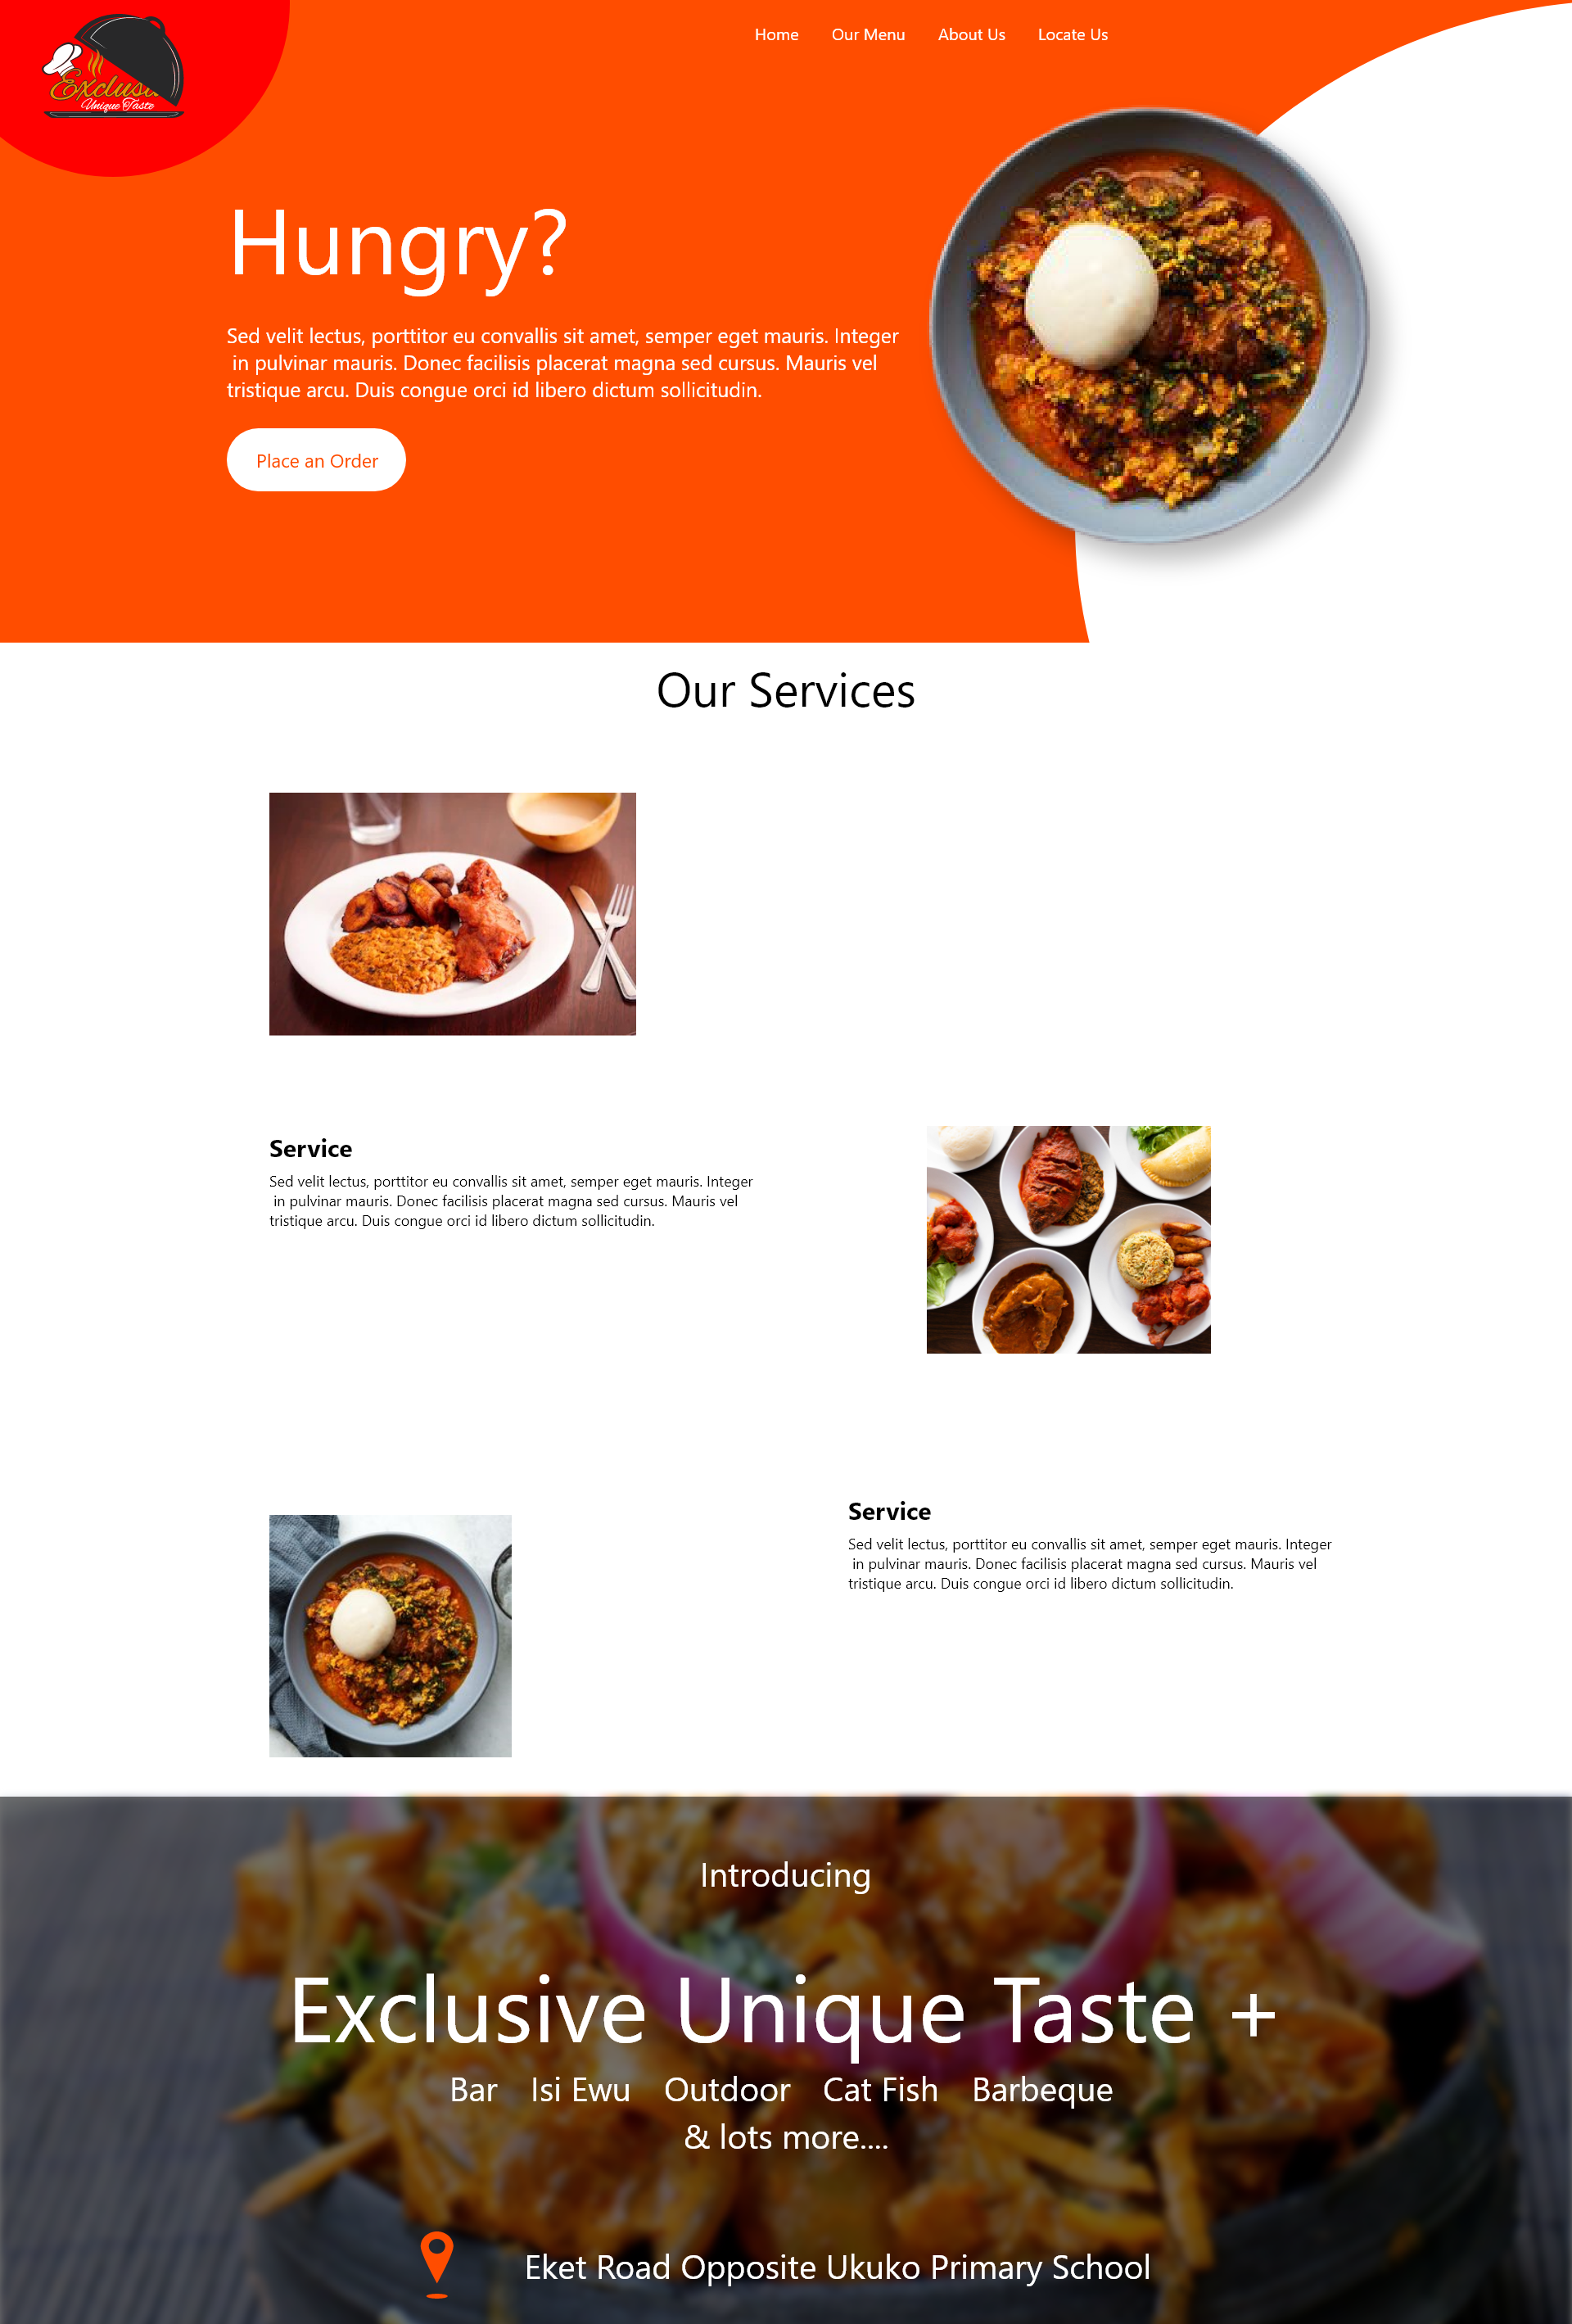 Unique Taste
Home Our Menu About Us Locate Us
Hungry?
Sed velit lectus, porttitor eu convallis sit amet, semper eget mauris. Integer
in pulvinar mauris. Donec facilisis placerat magna sed cursus. Mauris vel
tristique arcu. Duis congue orci id libero dictum sollicitudin.
Place an Order
Our Services
Service
Sed velit lectus, porttitor eu convallis sit amet, semper eget mauris. Integer
in pulvinar mauris. Donec facilisis placerat magna sed cursus. Mauris vel
tristique arcu. Duis congue orci id libero dictum sollicitudin.
Service
Sed velit lectus, porttitor eu convallis sit amet, semper eget mauris. Integer
in pulvinar mauris. Donec facilisis placerat magna sed cursus. Mauris vel
tristique arcu. Duis congue orci id libero dictum sollicitudin.
Introducing
Exclusive Unique Taste +
Bar Isi Ewu Outdoor Cat Fish Barbeque
& lots more....
Eket Road Opposite Ukuko Primary School